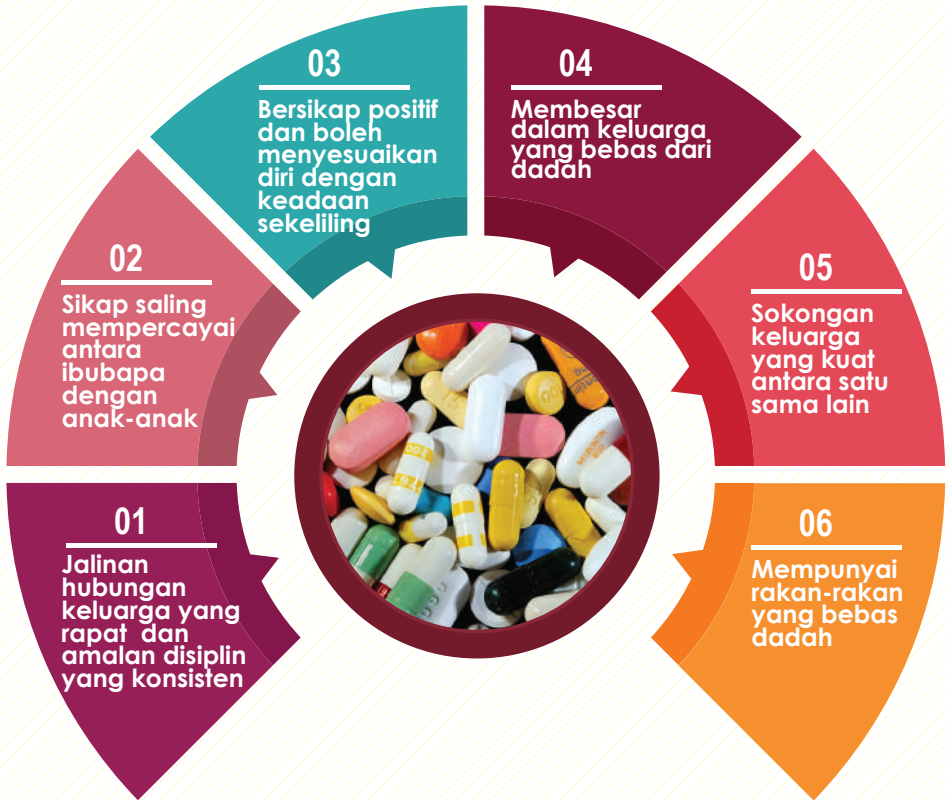 01
Jalinan
hubungan
keluarga yang
rapat dan
amalan disiplin
yang konsisten
02
Sikap saling
mempercayai
antara
ibubapa
dengan
anak-anak
03
Bersikap positif
dan boleh
menyesuaikan
diri dengan
keadaan
sekeliling
04
Membesar
dalam keluarga
yang bebas dari
dadah
05
Sokongan
keluarga
yang kuat
antara satu
sama lain
06
Mempunyai
rakan-rakan
yang bebas
dadah